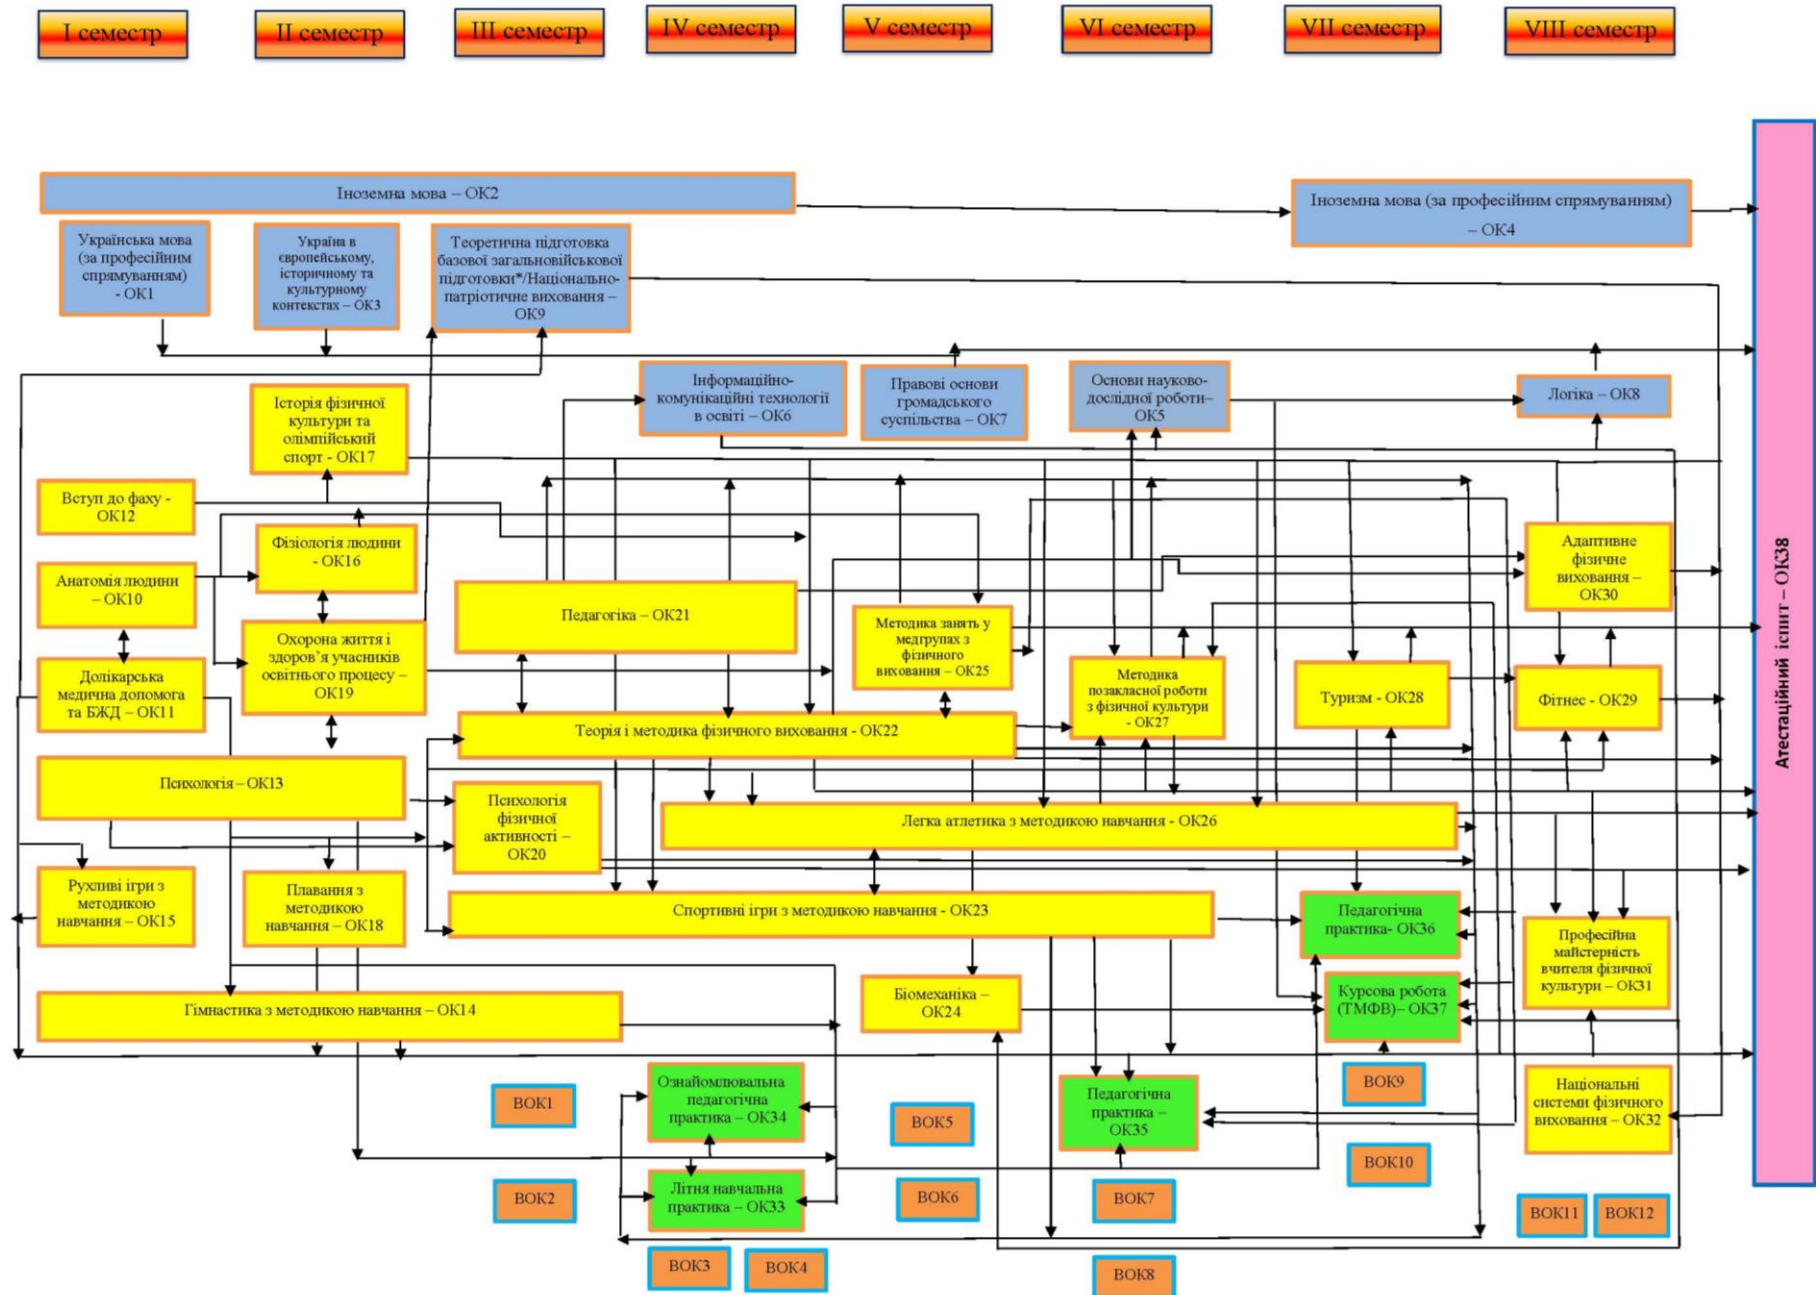 I семестр
II семестр
III семестр
IV семестр
V семестр
VI семестр
VII семестр
VIII семестр
Іноземна мова – ОК2
Іноземна мова (за професійним спрямуванням)
– ОК4
Українська мова
(за професійним
спрямуванням)
- ОК1
Україна в
європейському,
історичному та
культурному
контекстах – ОК3
Теоретична підготовка
базової загальновійськової
підготовки*/Національно-
патріотичне виховання –
ОК9
Інформаційно-
комунікаційні технології
в освіті – ОК6
Правові основи
громадського
суспільства – ОК7
Основи науково-
дослідної роботи–
ОК5
Логіка – ОК8
Історія фізичної
культури та
олімпійський
спорт - ОК17
Вступ до фаху -
ОК12
Фізіологія людини
- ОК16
Анатомія людини
– ОК10
Педагогіка – ОК21
Адаптивне
фізичне
виховання –
ОК30
Охорона життя і
здоров’я учасників
освітнього процесу –
ОК19
Методика занять у
медгрупах з
фізичного
виховання – ОК25
Долікарська
медична допомога
та БЖД – ОК11
Методика
позакласної роботи
з фізичної культури
- ОК27
Туризм - ОК28
Фітнес – ОК29
Теорія і методика фізичного виховання - ОК22
Психологія – ОК13
Психологія
фізичної
активності –
ОК20
Легка атлетика з методикою навчання - ОК26
Рухливі ігри з
методикою
навчання – ОК15
Плавання з
методикою
навчання – ОК18
Спортивні ігри з методикою навчання - ОК23
Педагогічна
практика- ОК36
Професійна
майстерність
вчителя фізичної
культури – ОК31
Гімнастика з методикою навчання – ОК14
Біомеханіка –
ОК24
Курсова робота
(ТМФВ)– ОК37
Ознайомлювальна
педагогічна
практика – ОК34
Педагогічна
практика –
ОК35
Національні
системи фізичного
виховання – ОК32
Літня навчальна
практика – ОК33
ВОК1
ВОК2
ВОК3
ВОК4
ВОК5
ВОК6
ВОК7
ВОК8
ВОК9
ВОК10
ВОК11
ВОК12
Атестаційний іспит – ОК38